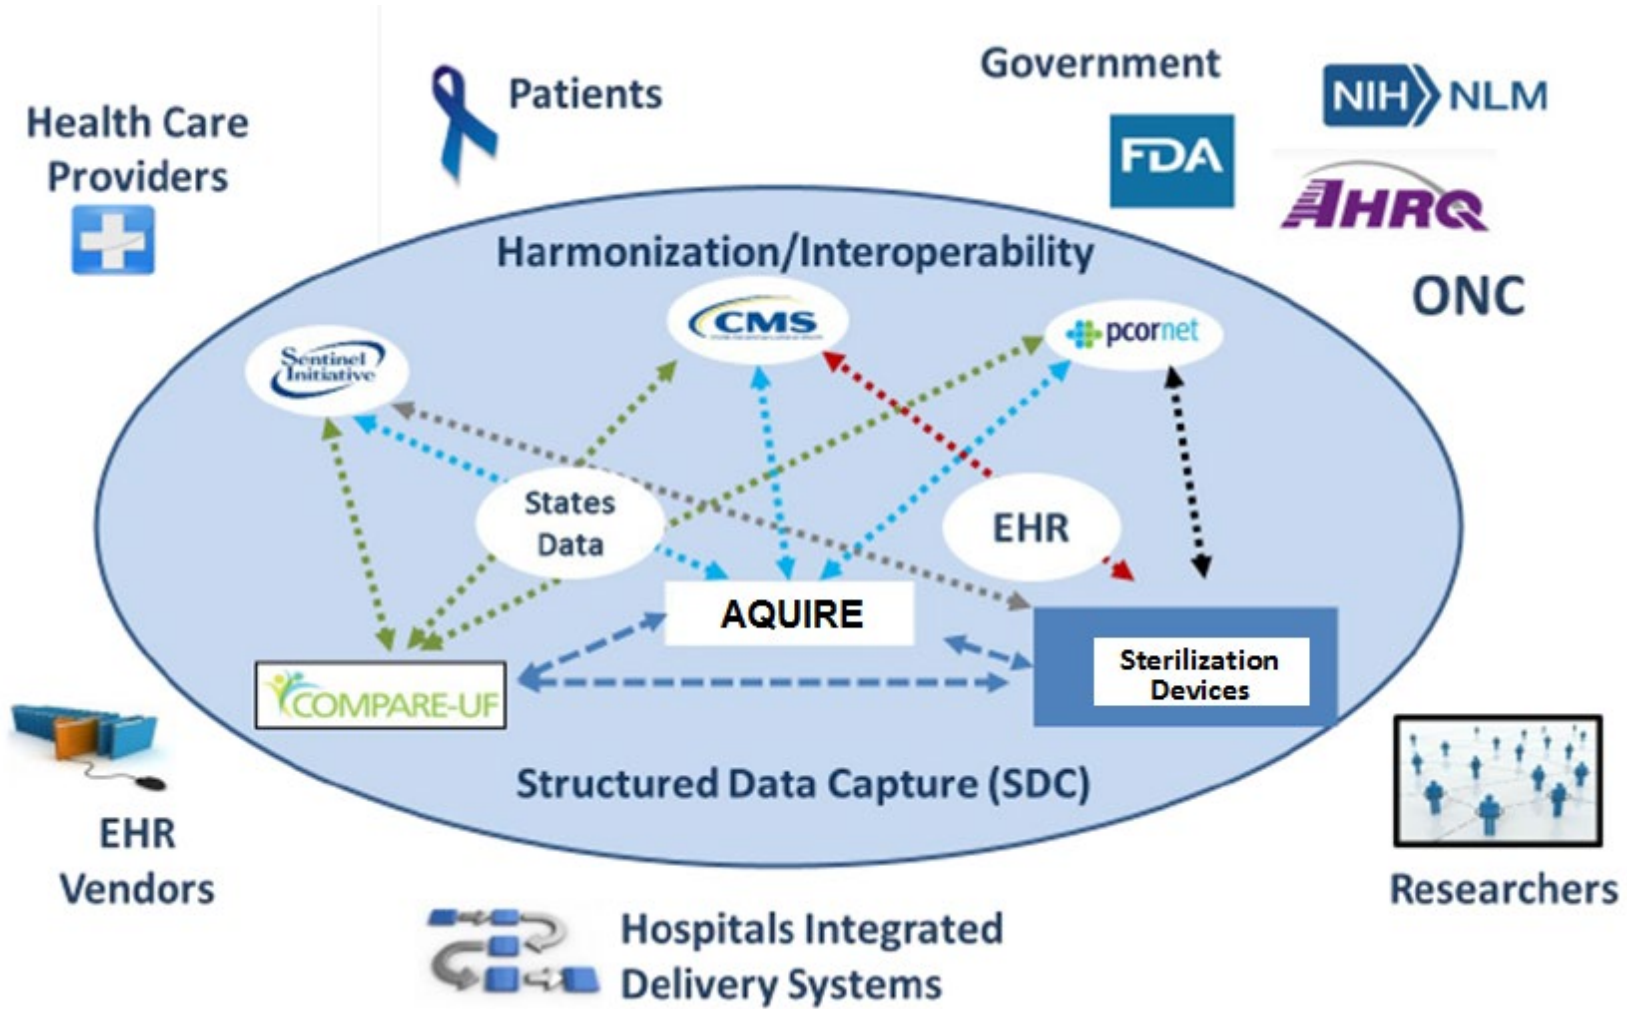 Patients
Government
NIH NLM
Health Care
Providers
FDA
AHRQ
Harmonization/Interoperability
ONC
CMS
pcornet
Sentinel
Initiative
States
Data
EHR
AQUIRE
Sterilization
Devices
COMPARE-UF
Structured Data Capture (SDC)
EHR
Vendors
Researchers
Hospitals Integrated
Delivery Systems